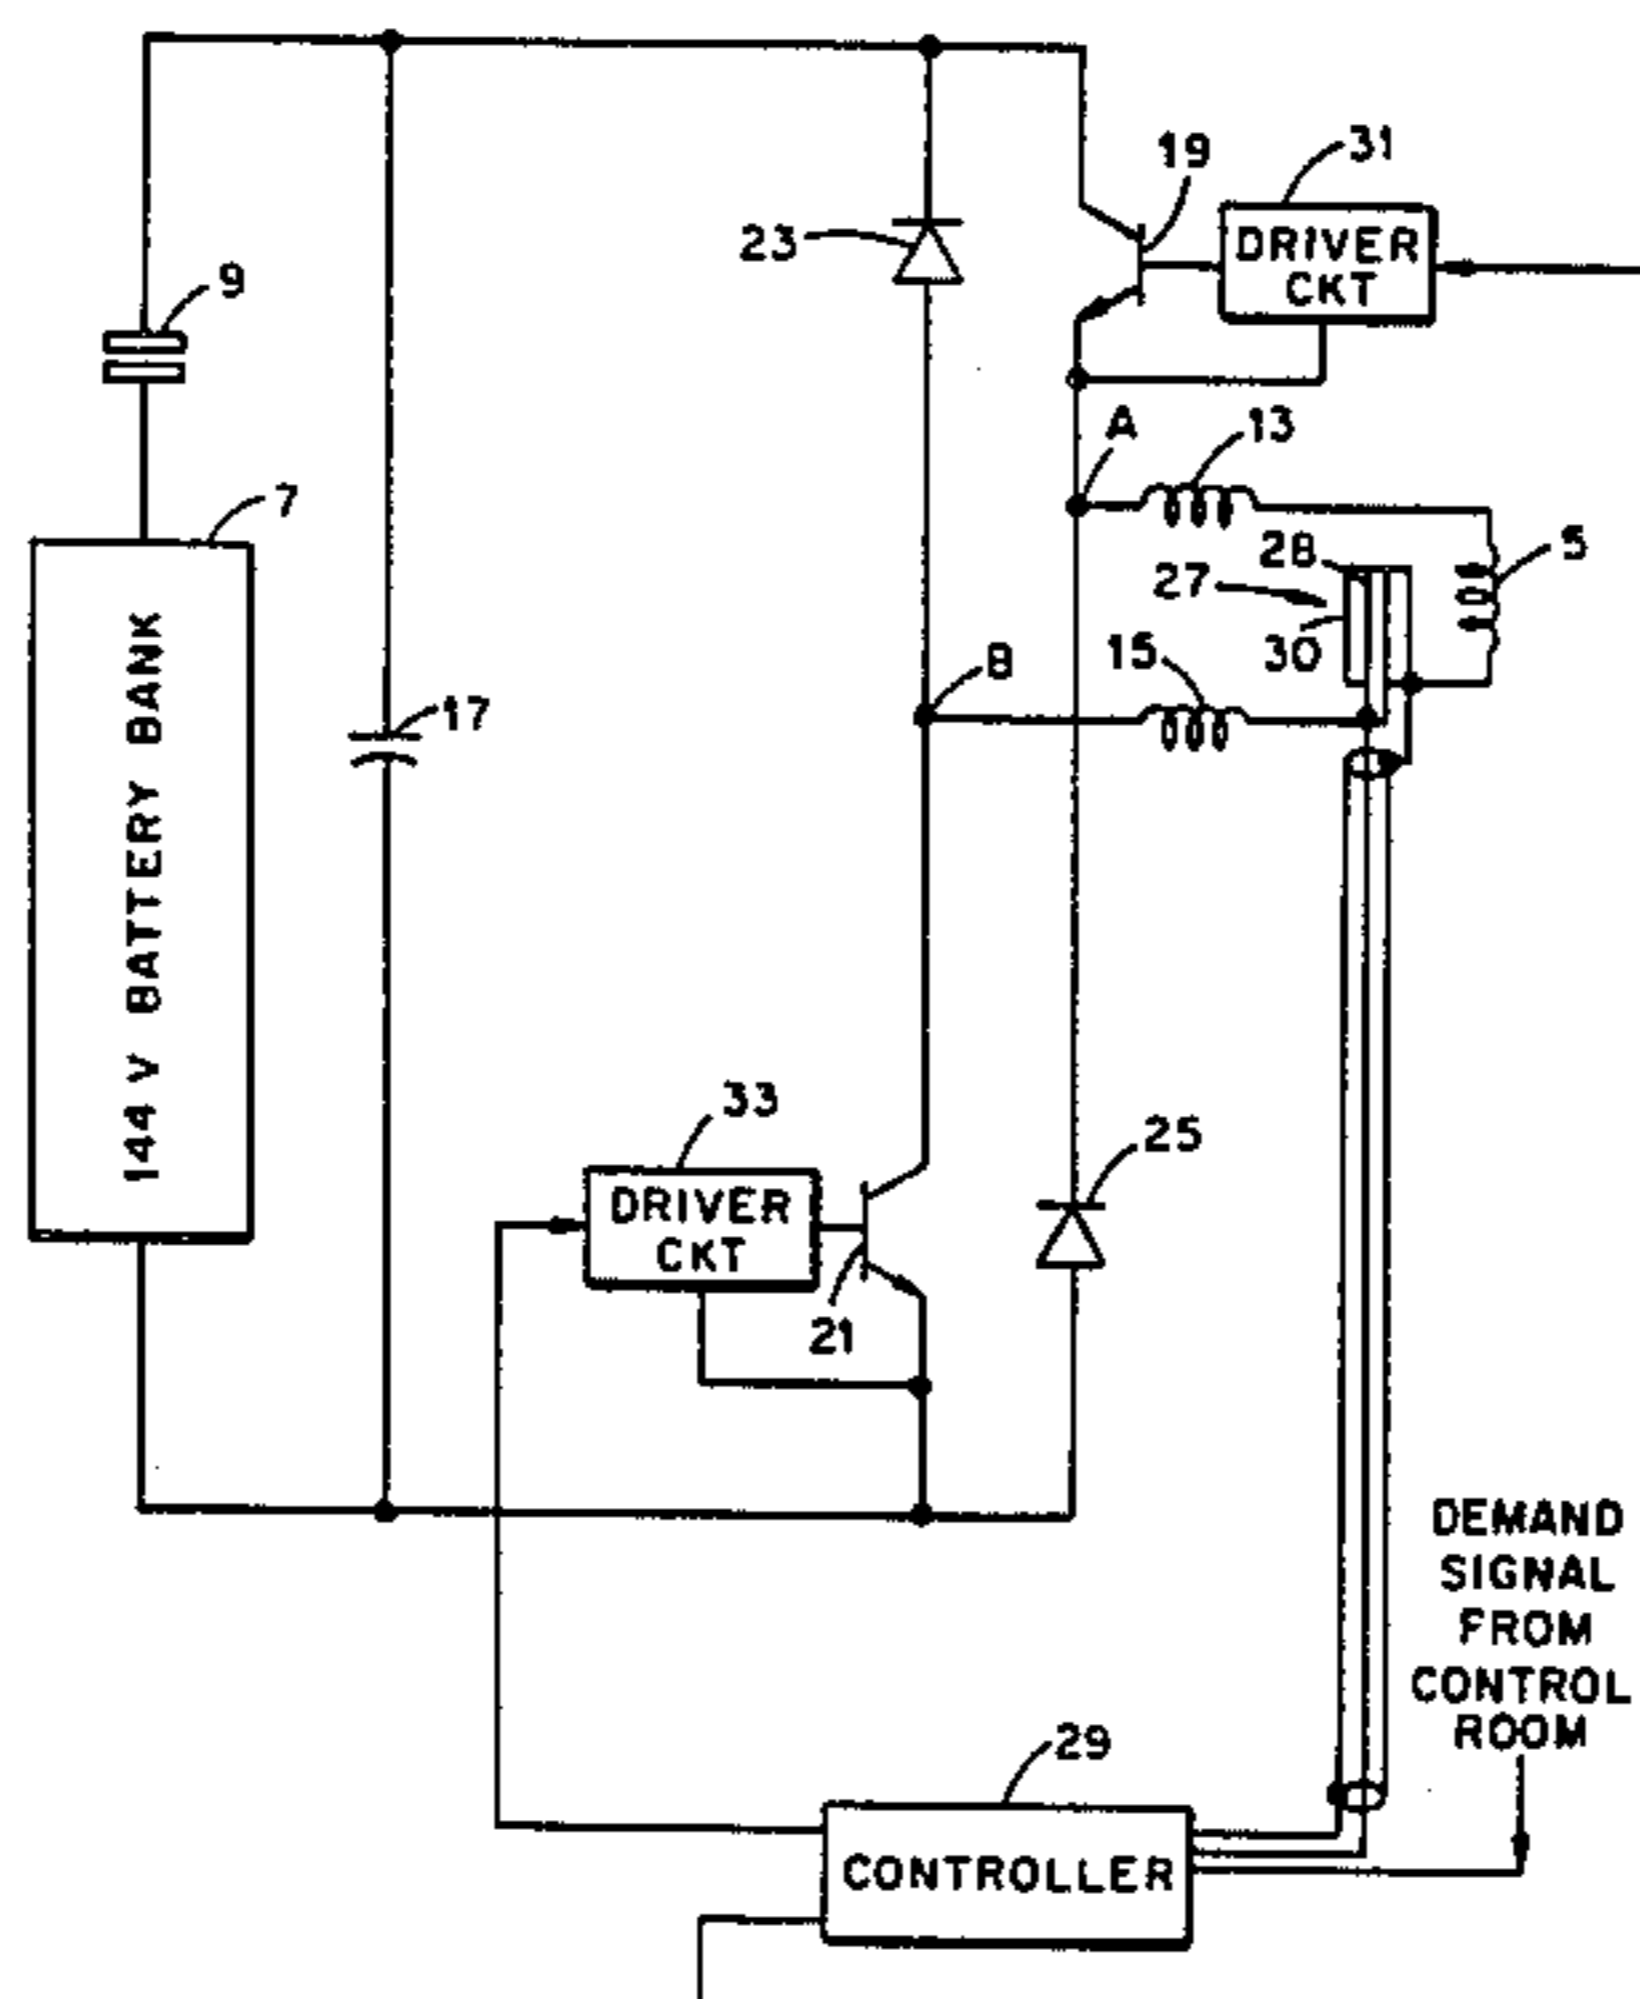 19
31
DRIVER
CKT
23
9
A
13
7
28
5
27
30
15
B
17
144 V BATTERY BANK
33
25
DRIVER
CKT
21
DEMAND
SIGNAL
FROM
CONTROL
ROOM
29
CONTROLLER